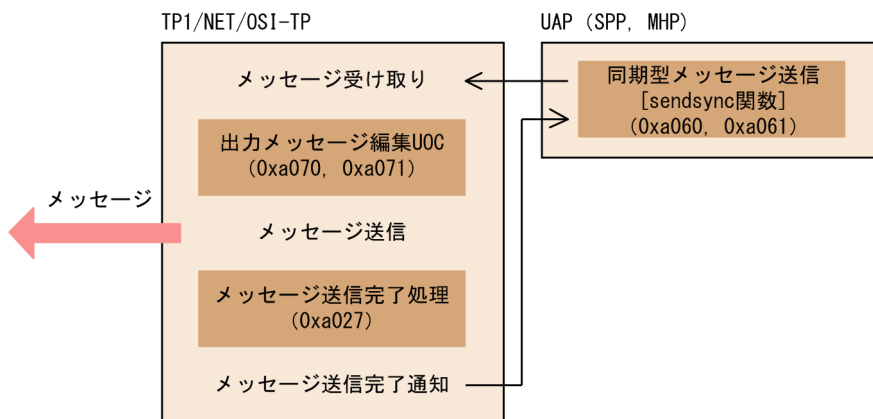 TP1/NET/OSI-TP
UAP (SPP, MHP)
メッセージ受け取り
同期型メッセージ送信
[sendsync関数]
(0xa060, 0xa061)
出力メッセージ編集UOC
(0xa070, 0xa071)
メッセージ
メッセージ送信
メッセージ送信完了処理
(0xa027)
メッセージ送信完了通知